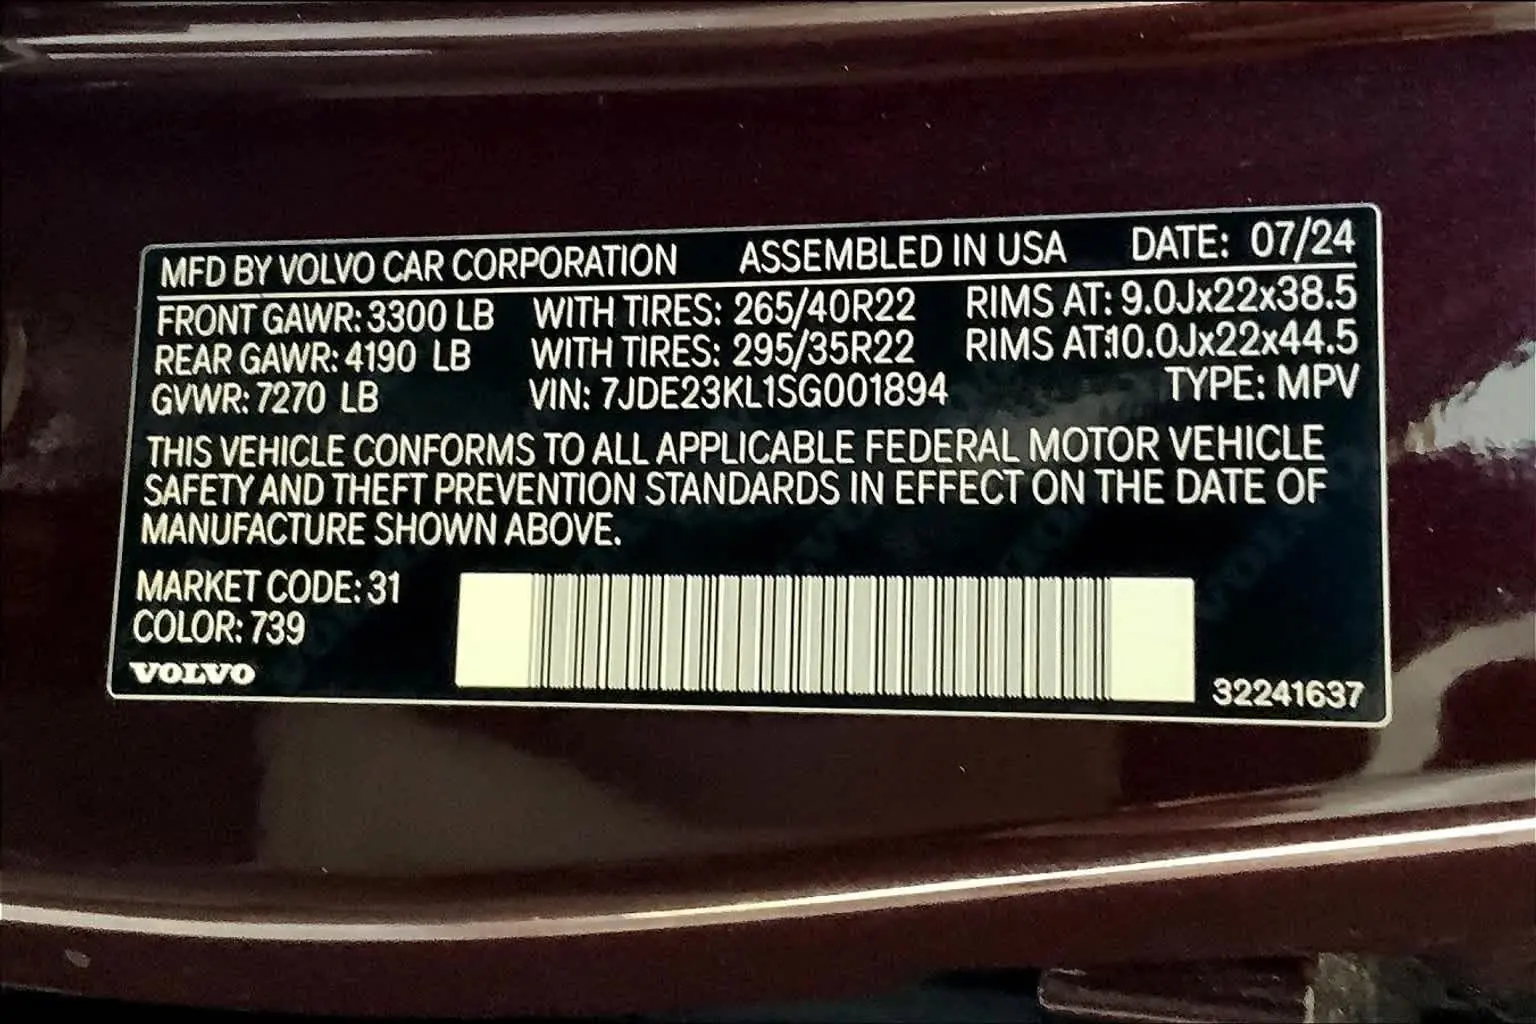 MFD BY VOLVO CAR CORPORATION ASSEMBLED IN USA DATE: 07/24
FRONT GAWR: 3300 LB WITH TIRES: 265/40R22 RIMS AT: 9.0Jx22x38.5
REAR GAWR: 4190 LB WITH TIRES: 295/35R22 RIMS AT:10.0Jx22x44.5
GVWR: 7270 LB VIN: 7JDE23KL1SG001894 TYPE: MPV
THIS VEHICLE CONFORMS TO ALL APPLICABLE FEDERAL MOTOR VEHICLE
SAFETY AND THEFT PREVENTION STANDARDS IN EFFECT ON THE DATE OF
MANUFACTURE SHOWN ABOVE.
MARKET CODE: 31
COLOR: 739
VOLVO
32241637